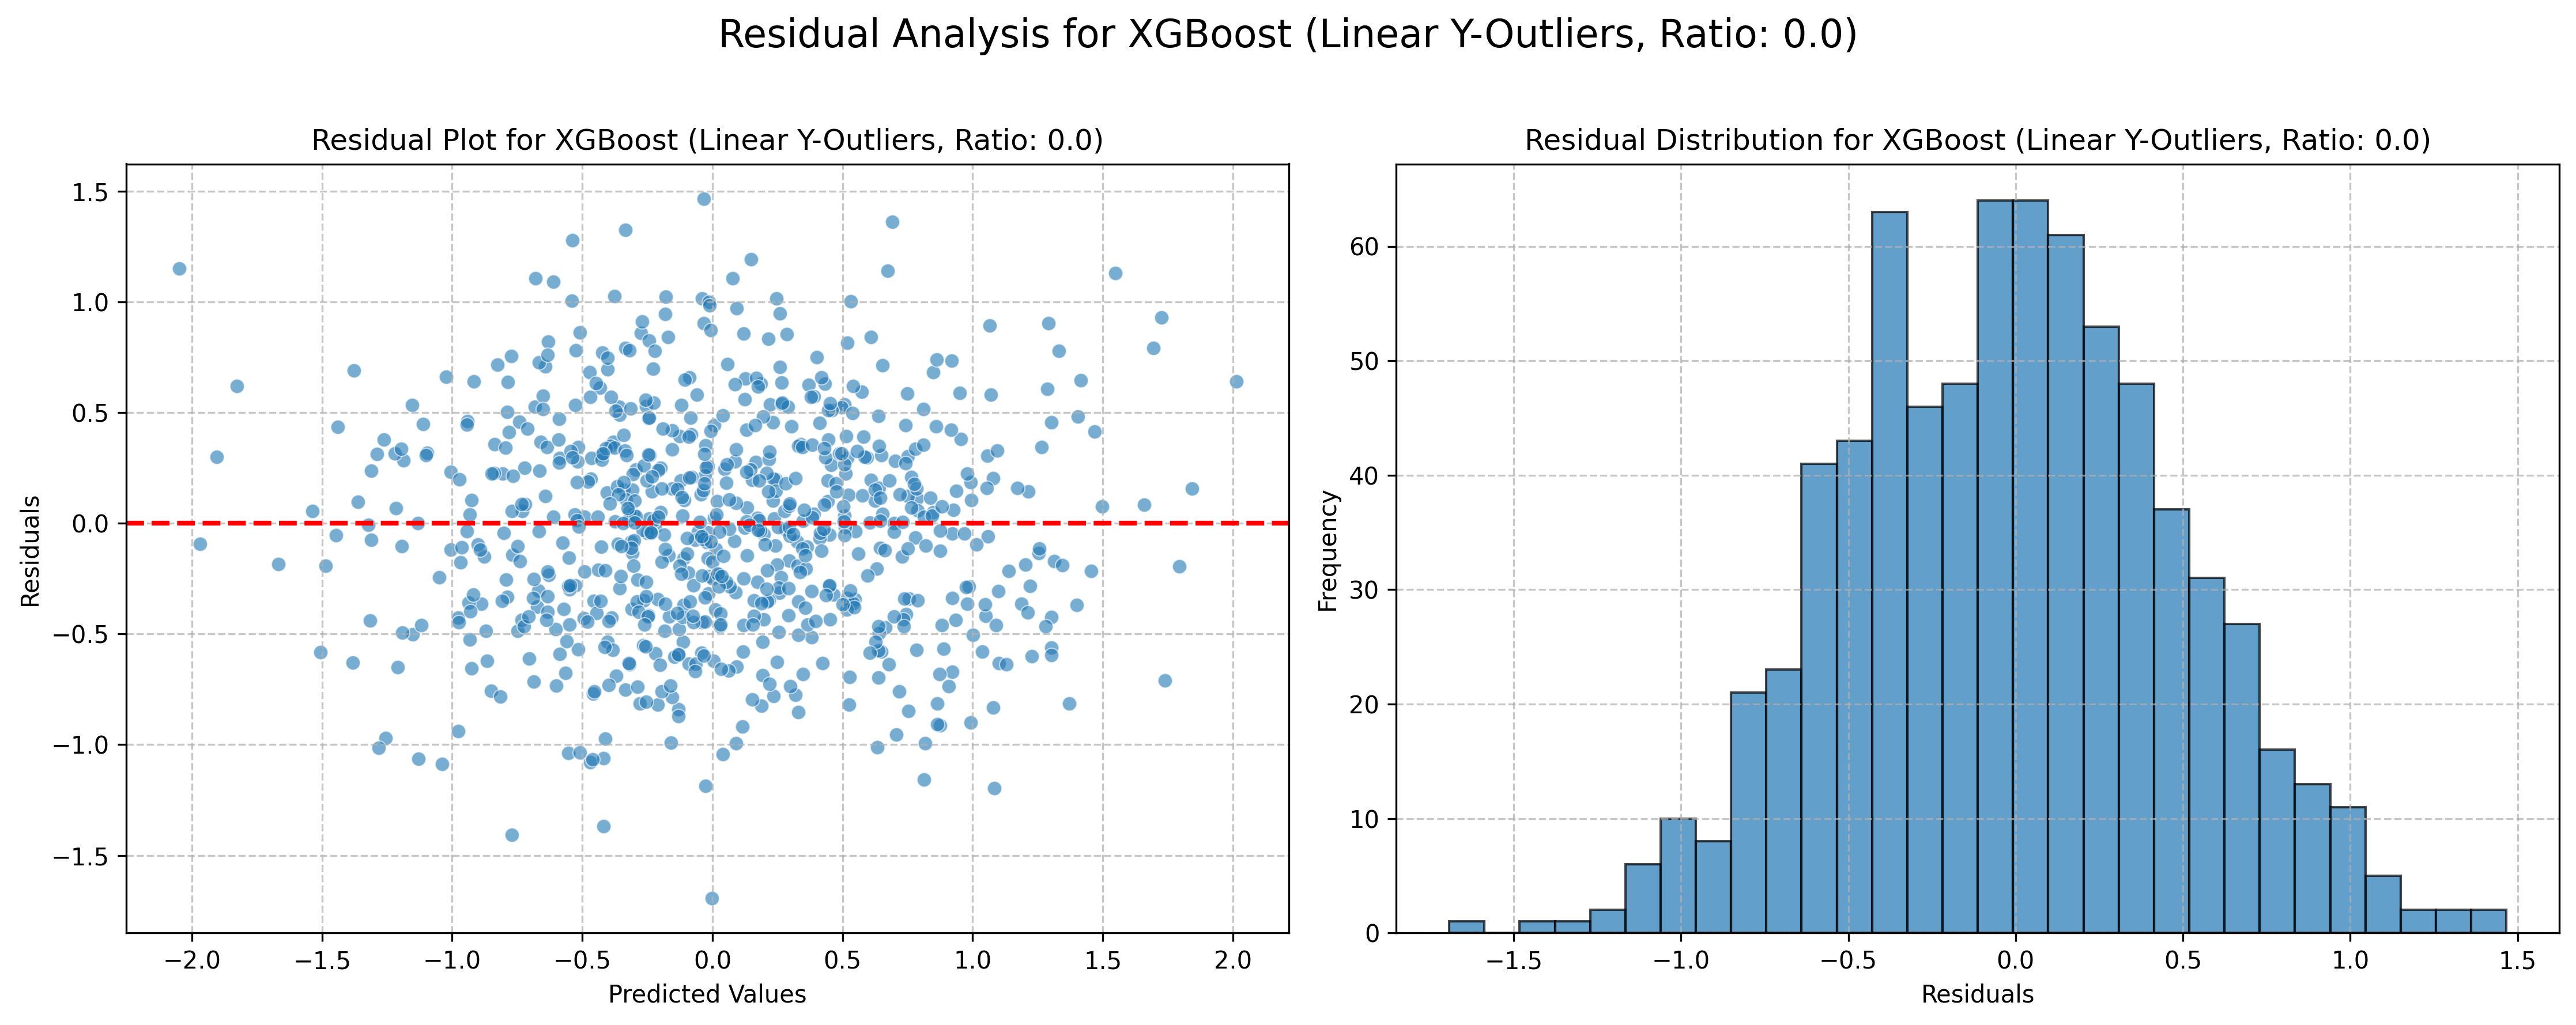 Residual Analysis for XGBoost (Linear Y-Outliers, Ratio: 0.0)
Residual Plot for XGBoost (Linear Y-Outliers, Ratio: 0.0)
1.5
1.0
0.5
0.0
−0.5
−1.0
−1.5
Residuals
−2.0 −1.5 −1.0 −0.5 0.0 0.5 1.0 1.5 2.0
Predicted Values
Residual Distribution for XGBoost (Linear Y-Outliers, Ratio: 0.0)
60
50
40
30
20
10
0
Frequency
−1.5 −1.0 −0.5 0.0 0.5 1.0 1.5
Residuals